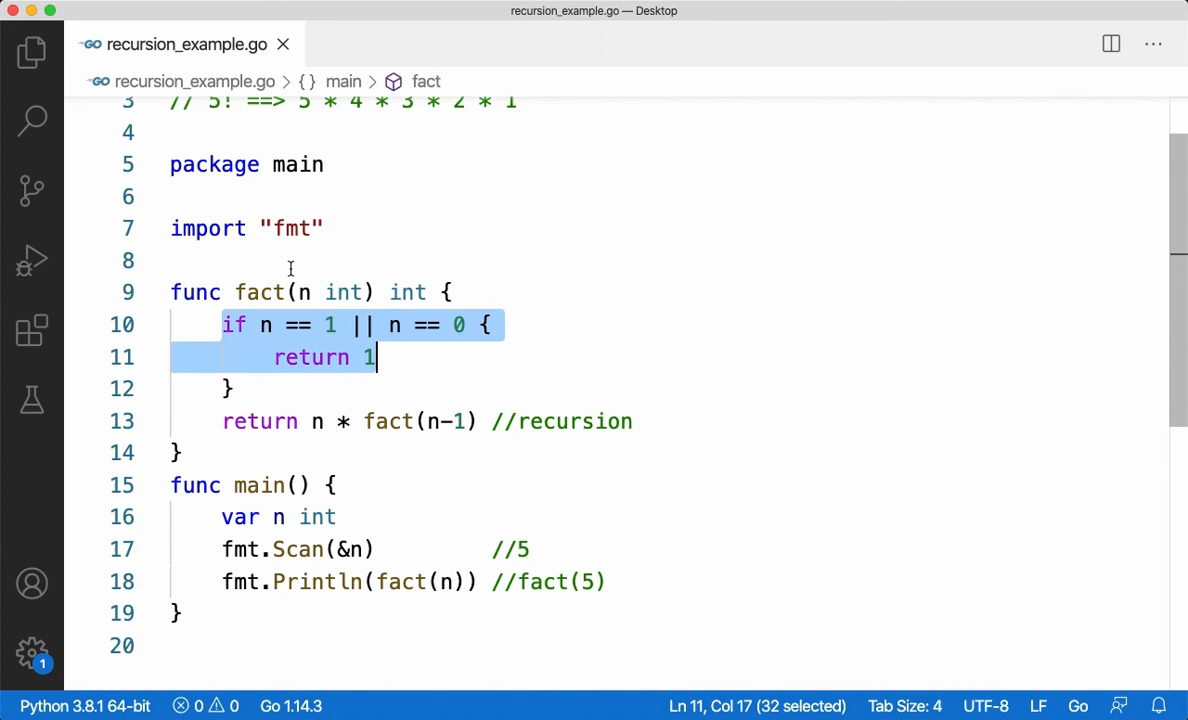 recursion_example.go — Desktop
GO recursion_example.go
GO recursion_example.go > {} main > fact
3 // 5! ==> 5 * 4 * 3 * 2 * 1
4
5 package main
6
7 import "fmt"
8
9 func fact(n int) int {
10 if n == 1 || n == 0 {
11 return 1
12 }
13 return n * fact(n-1) //recursion
14 }
15 func main() {
16 var n int
17 fmt.Scan(&n) //5
18 fmt.Println(fact(n)) //fact(5)
19 }
20
1
Python 3.8.1 64-bit 0 0 Go 1.14.3 Ln 11, Col 17 (32 selected) Tab Size: 4 UTF-8 LF Go